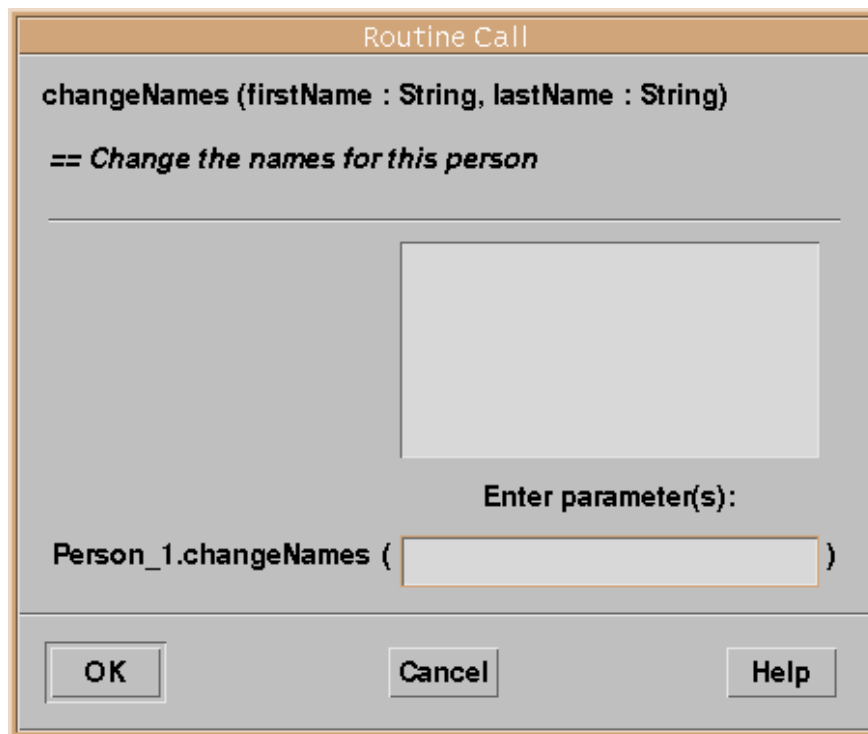 Routine Call
changeNames (firstName : String, lastName : String)
== Change the names for this person
Enter parameter(s):
Person_1.changeNames ( )
OK Cancel Help